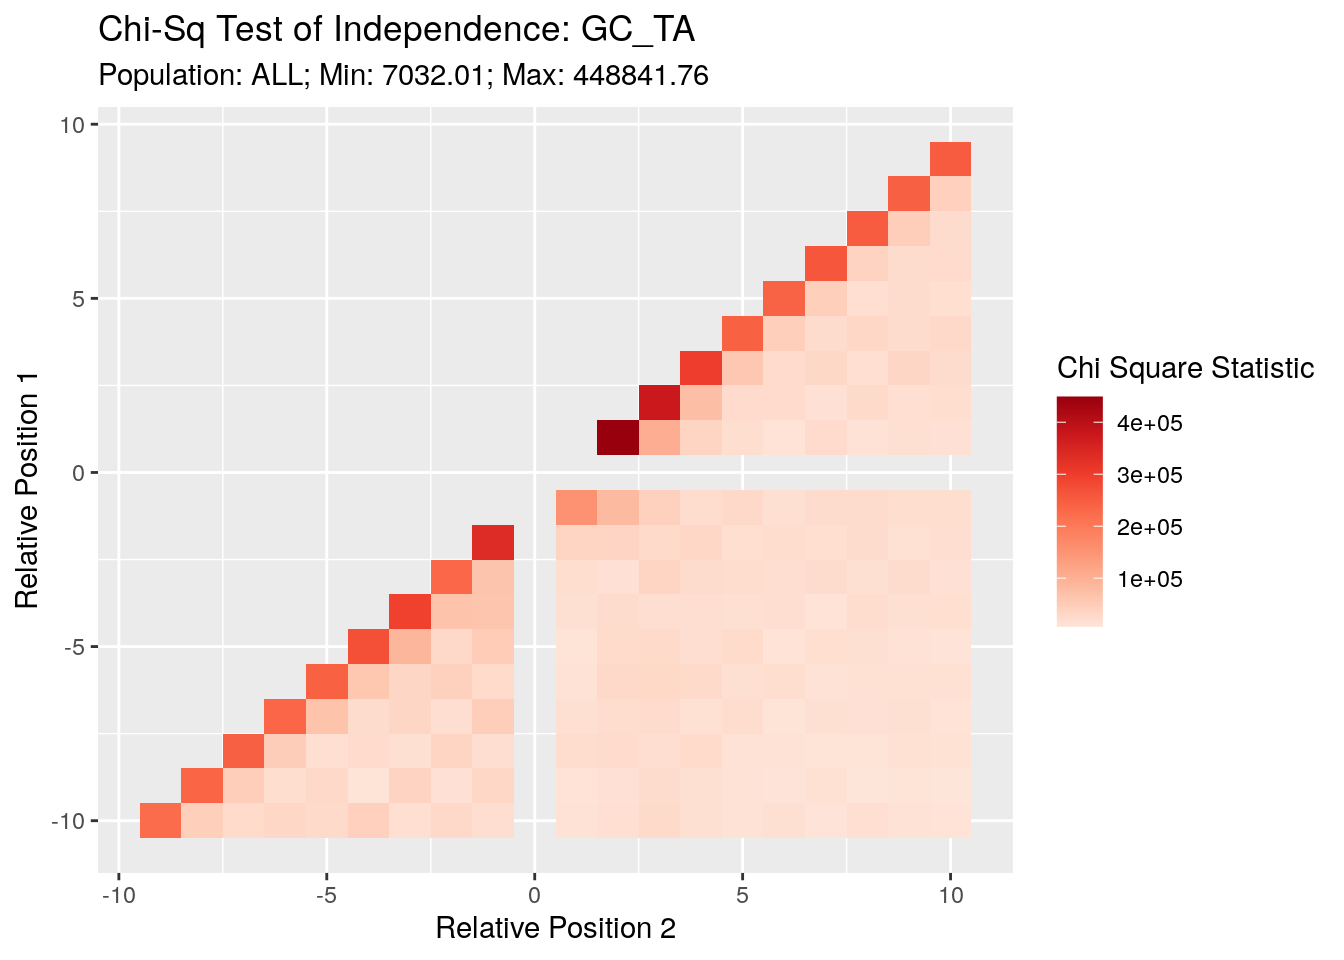 Chi-Sq Test of Independence: GC_TA
Population: ALL; Min: 7032.01; Max: 448841.76
10
5
0
-5
-10
Relative Position 1
-10
-5
0
5
10
Relative Position 2
Chi Square Statistic
4e+05
3e+05
2e+05
1e+05